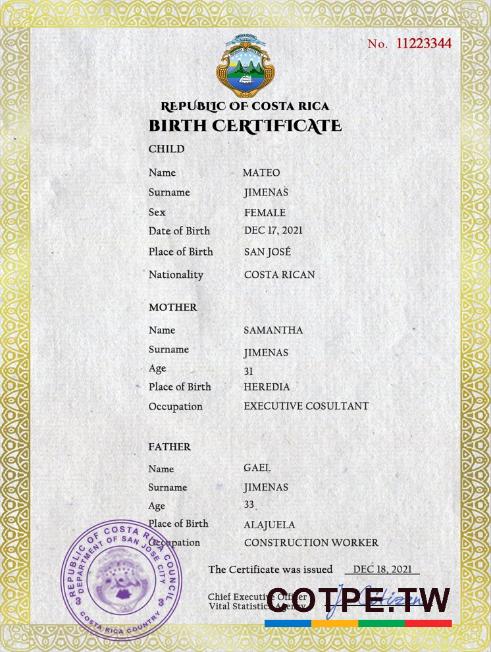 No. 11223344
REPUBLIC OF COSTA RICA
BIRTH CERTIFICATE
CHILD
Name MATEO
Surname JIMENAS
Sex FEMALE
Date of Birth DEC 17, 2021
Place of Birth SAN JOSÉ
Nationality COSTA RICAN
MOTHER
Name SAMANTHA
Surname JIMENAS
Age 31
Place of Birth HEREDIA
Occupation EXECUTIVE COSULTANT
FATHER
Name GAEL
Surname JIMENAS
Age 33
Place of Birth ALAJUELA
Occupation CONSTRUCTION WORKER
The Certificate was issued DEC 18, 2021
Chief Executive Officer
Vital Statistics Agency
J. Citizen
COTPE.TW
REPUBLIC OF COSTA RICA COUNCIL
DEPARTMENT OF SAN JOSE CITY
COSTA RICA COUNTRY